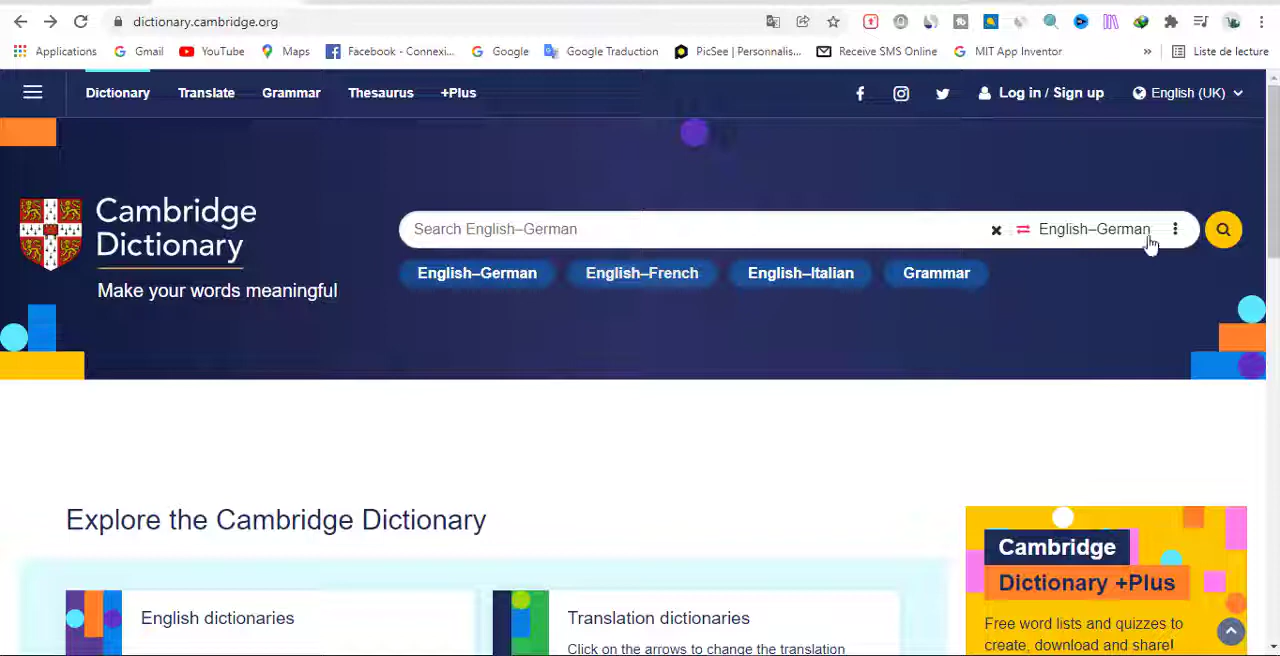 dictionary.cambridge.org
Applications Gmail YouTube Maps Facebook - Connexi... Google Google Traduction PicSee | Personnalis... Receive SMS Online MIT App Inventor » Liste de lecture
Dictionary Translate Grammar Thesaurus +Plus Log in / Sign up English (UK)
Cambridge
Dictionary
Make your words meaningful
Search English–German English–German
English–German English–French English–Italian Grammar
Explore the Cambridge Dictionary
English dictionaries
Translation dictionaries
Click on the arrows to change the translation
Cambridge
Dictionary +Plus
Free word lists and quizzes to
create, download and share!